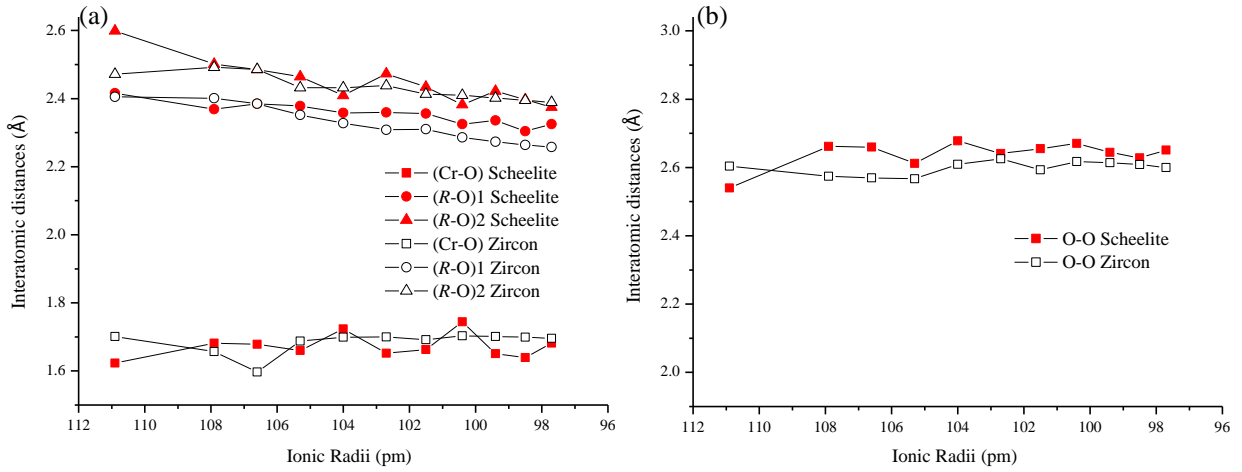 (a)
Interatomic distances (Å)
2.6
2.4
2.2
2.0
1.8
1.6
(Cr-O) Scheelite
(R-O)1 Scheelite
(R-O)2 Scheelite
(Cr-O) Zircon
(R-O)1 Zircon
(R-O)2 Zircon
112 110 108 106 104 102 100 98 96
Ionic Radii (pm)
(b)
Interatomic distances (Å)
3.0
2.8
2.6
2.4
2.2
2.0
O-O Scheelite
O-O Zircon
112 110 108 106 104 102 100 98 96
Ionic Radii (pm)